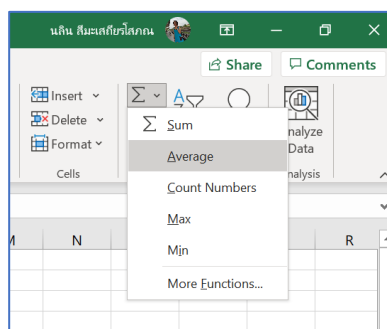 นลิน สีมะเสถียรโสภณ
Share
Comments
Insert
Delete
Format
Cells
Σ Sum
Average
Count Numbers
Max
Min
More Functions...
nalyze
Data
nalysis
M N R